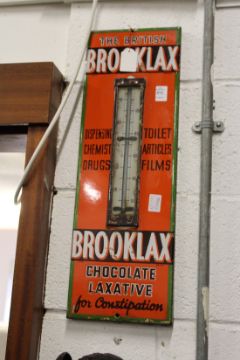 THE BRITISH
BROOKLAX
DISPENSING TOILET
CHEMIST ARTICLES
DRUGS FILMS
BROOKLAX
CHOCOLATE
LAXATIVE
for Constipation